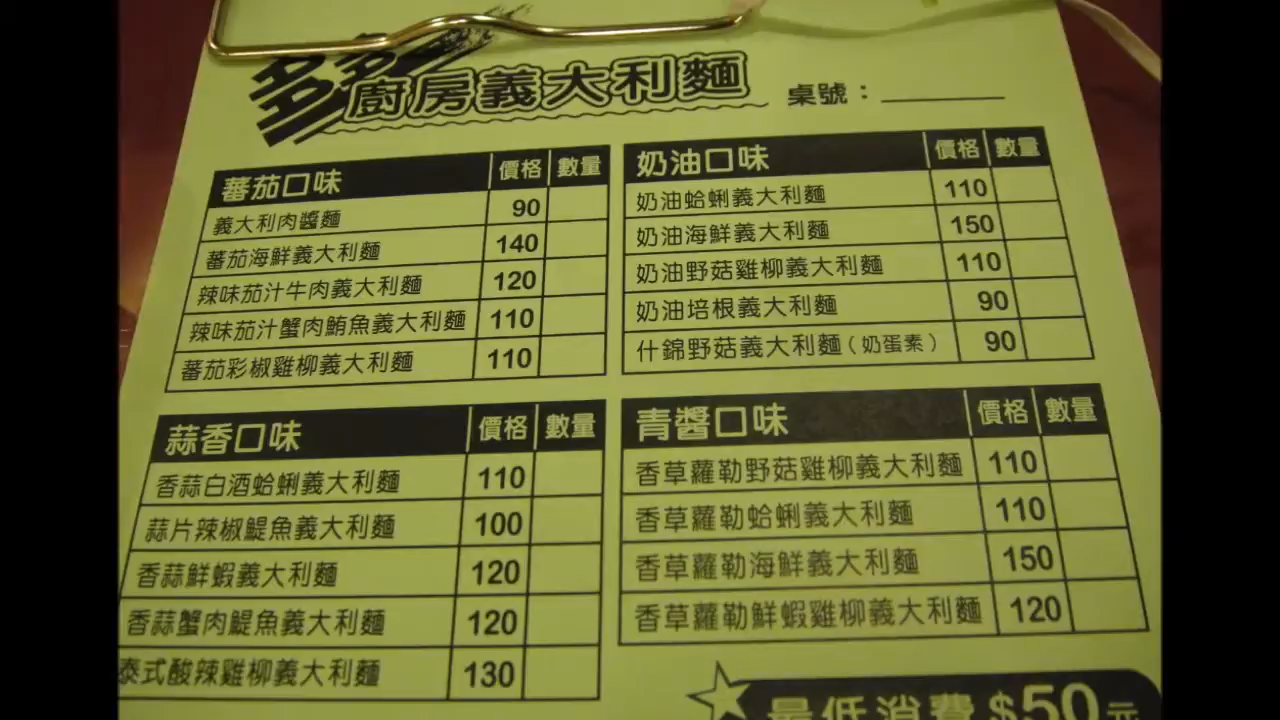 多多廚房義大利麵
桌號：
蕃茄口味 價格 數量
義大利肉醬麵 90
蕃茄海鮮義大利麵 140
辣味茄汁牛肉義大利麵 120
辣味茄汁蟹肉鮪魚義大利麵 110
蕃茄彩椒雞柳義大利麵 110
奶油口味 價格 數量
奶油蛤蜊義大利麵 110
奶油海鮮義大利麵 150
奶油野菇雞柳義大利麵 110
奶油培根義大利麵 90
什錦野菇義大利麵（奶蛋素） 90
蒜香口味 價格 數量
香蒜白酒蛤蜊義大利麵 110
蒜片辣椒鯷魚義大利麵 100
香蒜鮮蝦義大利麵 120
香蒜蟹肉鯷魚義大利麵 120
泰式酸辣雞柳義大利麵 130
青醬口味 價格 數量
香草蘿勒野菇雞柳義大利麵 110
香草蘿勒蛤蜊義大利麵 110
香草蘿勒海鮮義大利麵 150
香草蘿勒鮮蝦雞柳義大利麵 120
最低消費$50元